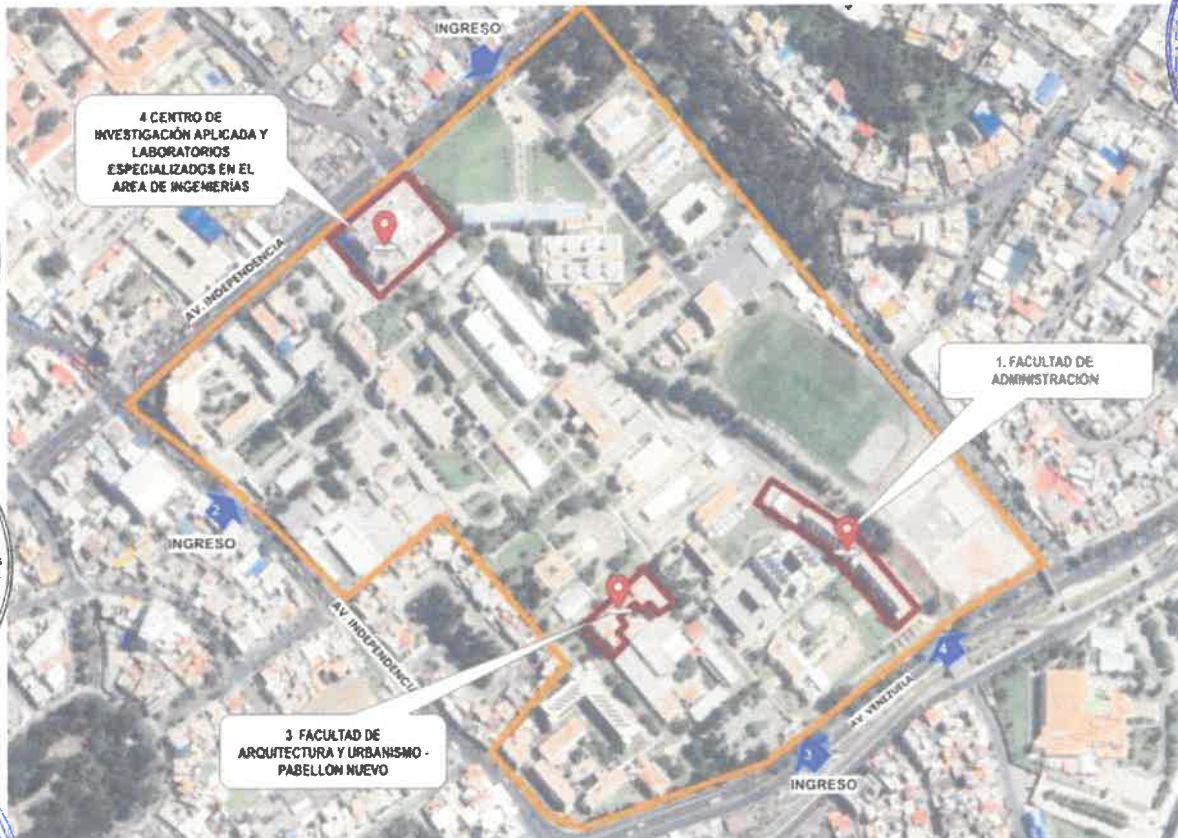 INGRESO
4 CENTRO DE
INVESTIGACIÓN APLICADA Y
LABORATORIOS
ESPECIALIZADOS EN EL
AREA DE INGENIERÍAS
AV. INDEPENDENCIA
1. FACULTAD DE
ADMINISTRACION
2
INGRESO
AV. INDEPENDENCIA
4
AV. VENEZUELA
3. FACULTAD DE
ARQUITECTURA Y URBANISMO -
PABELLON NUEVO
3
INGRESO